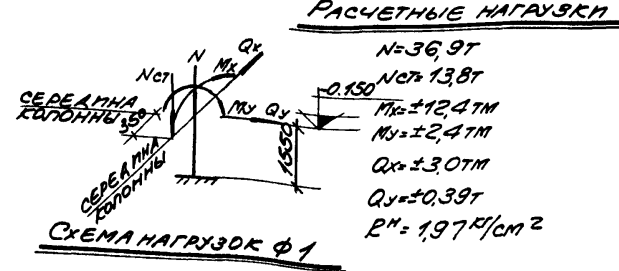 РАСЧЕТНЫЕ НАГРУЗКИ
N=36,9т
Nст=13,8т
Mx=±12,4тм
My=±2,4тм
Qx=±3,0тм
Qy=±0,39т
Rн=1,97 кг/см2
N
Nст
Mx
Qx
My
Qy
-0.150
СЕРЕДИНА
КОЛОННЫ
350
СЕРЕДИНА
КОЛОННЫ
1550
СХЕМА НАГРУЗОК Ф1